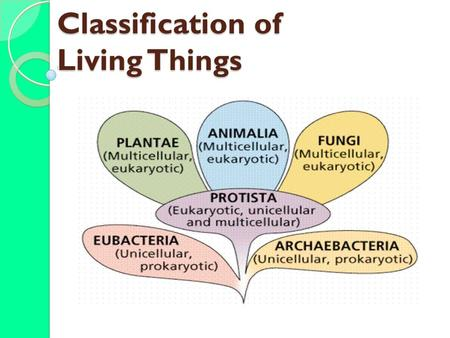 Classification of
Living Things
PLANTAE
(Multicellular,
eukaryotic)
ANIMALIA
(Multicellular,
eukaryotic)
FUNGI
(Multicellular,
eukaryotic)
PROTISTA
(Eukaryotic, unicellular
and multicellular)
EUBACTERIA
(Unicellular,
prokaryotic)
ARCHAEBACTERIA
(Unicellular, prokaryotic)